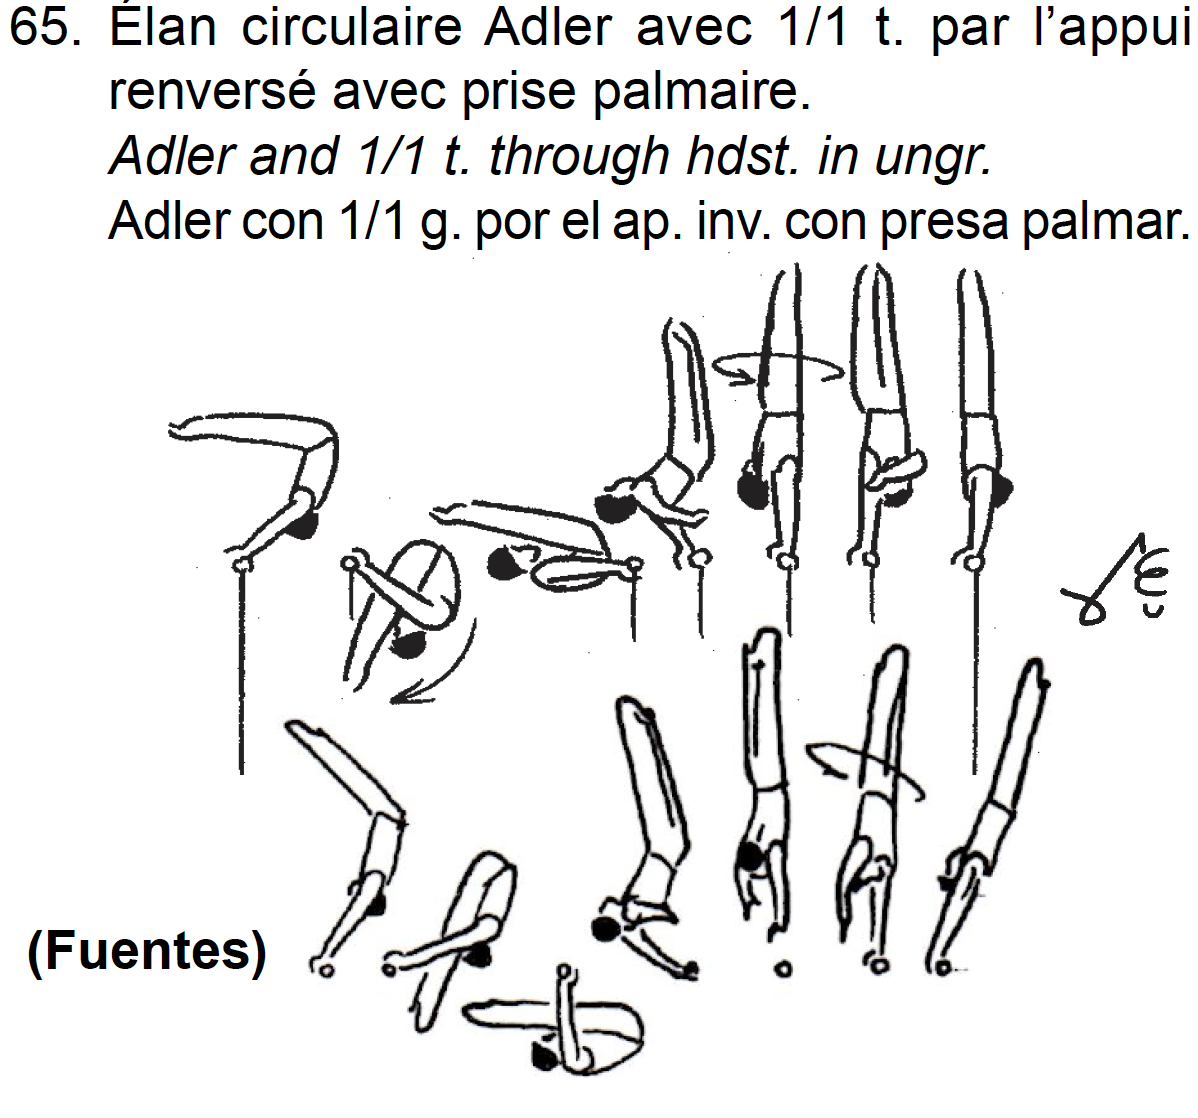 65. Élan circulaire Adler avec 1/1 t. par l’appui
renversé avec prise palmaire.
Adler and 1/1 t. through hdst. in ungr.
Adler con 1/1 g. por el ap. inv. con presa palmar.
(Fuentes)